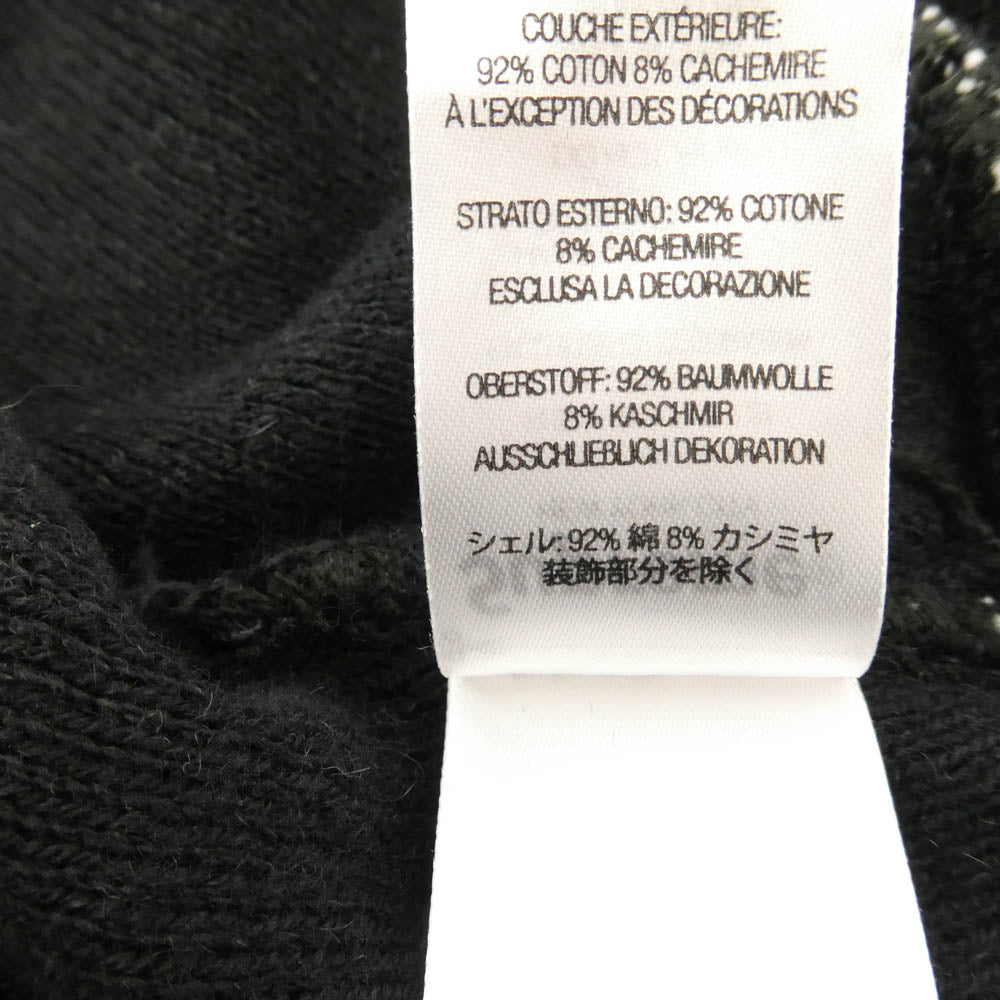 COUCHE EXTÉRIEURE:
92% COTON 8% CACHEMIRE
À L'EXCEPTION DES DÉCORATIONS
STRATO ESTERNO: 92% COTONE
8% CACHEMIRE
ESCLUSA LA DECORAZIONE
OBERSTOFF: 92% BAUMWOLLE
8% KASCHMIR
AUSSCHLIEBLICH DEKORATION
シェル: 92% 綿 8% カシミヤ
装飾部分を除く